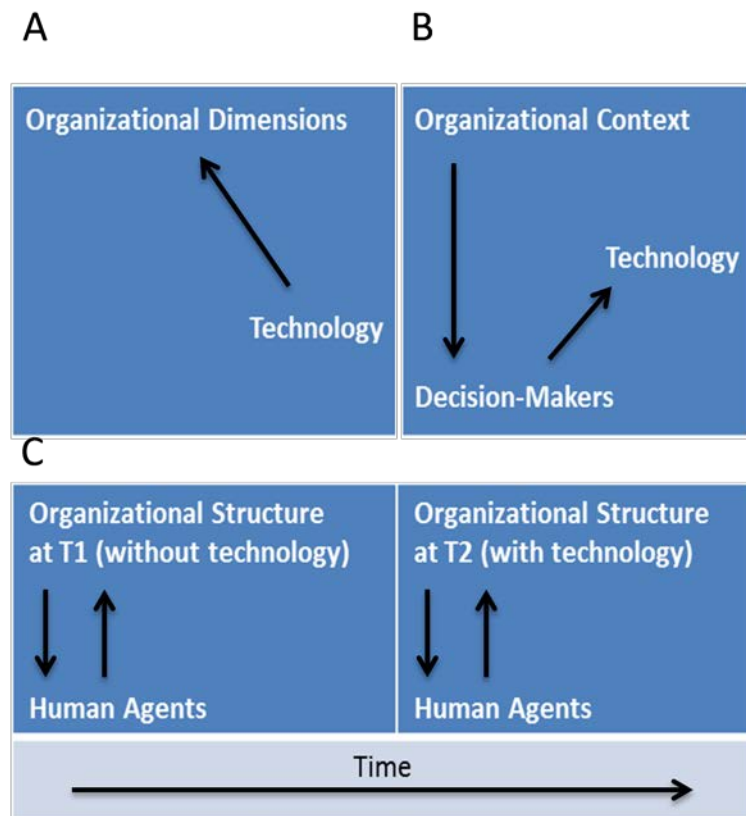 A
B
Organizational Dimensions
Technology
Organizational Context
Technology
Decision-Makers
C
Organizational Structure
at T1 (without technology)
Human Agents
Organizational Structure
at T2 (with technology)
Human Agents
Time